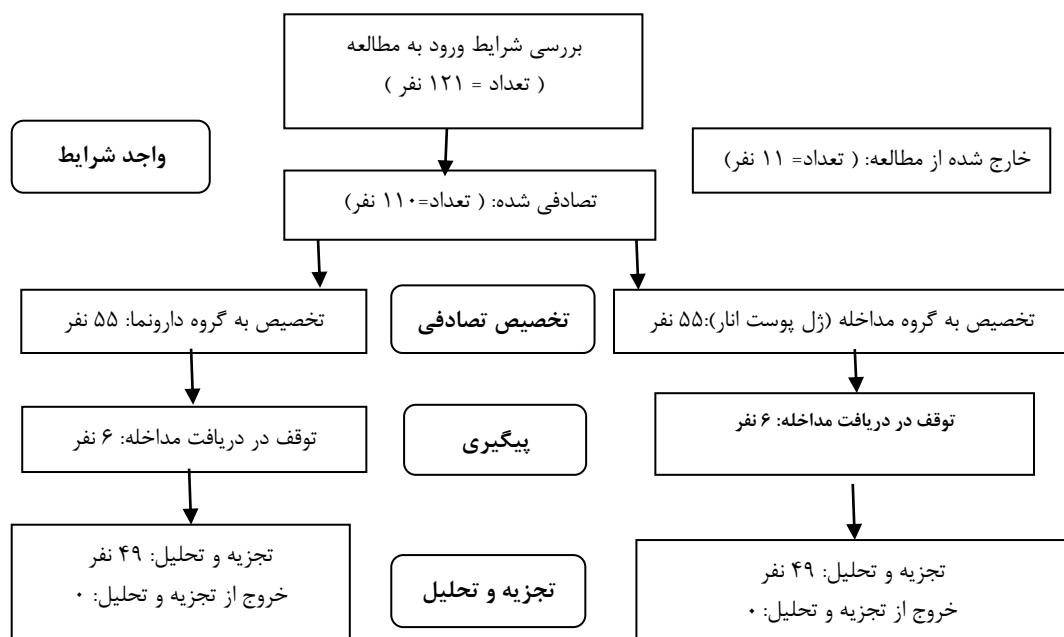 بررسی شرایط ورود به مطالعه
( تعداد = ۱۲۱ نفر )
واجد شرایط
خارج شده از مطالعه: ( تعداد= ۱۱ نفر)
تصادفی شده: ( تعداد=۱۱۰ نفر)
تخصیص به گروه مداخله (ژل پوست انار):۵۵ نفر
تخصیص تصادفی
تخصیص به گروه دارونما: ۵۵ نفر
توقف در دریافت مداخله: ۶ نفر
پیگیری
توقف در دریافت مداخله: ۶ نفر
تجزیه و تحلیل: ۴۹ نفر
خروج از تجزیه و تحلیل: ۰
تجزیه و تحلیل
تجزیه و تحلیل: ۴۹ نفر
خروج از تجزیه و تحلیل: ۰